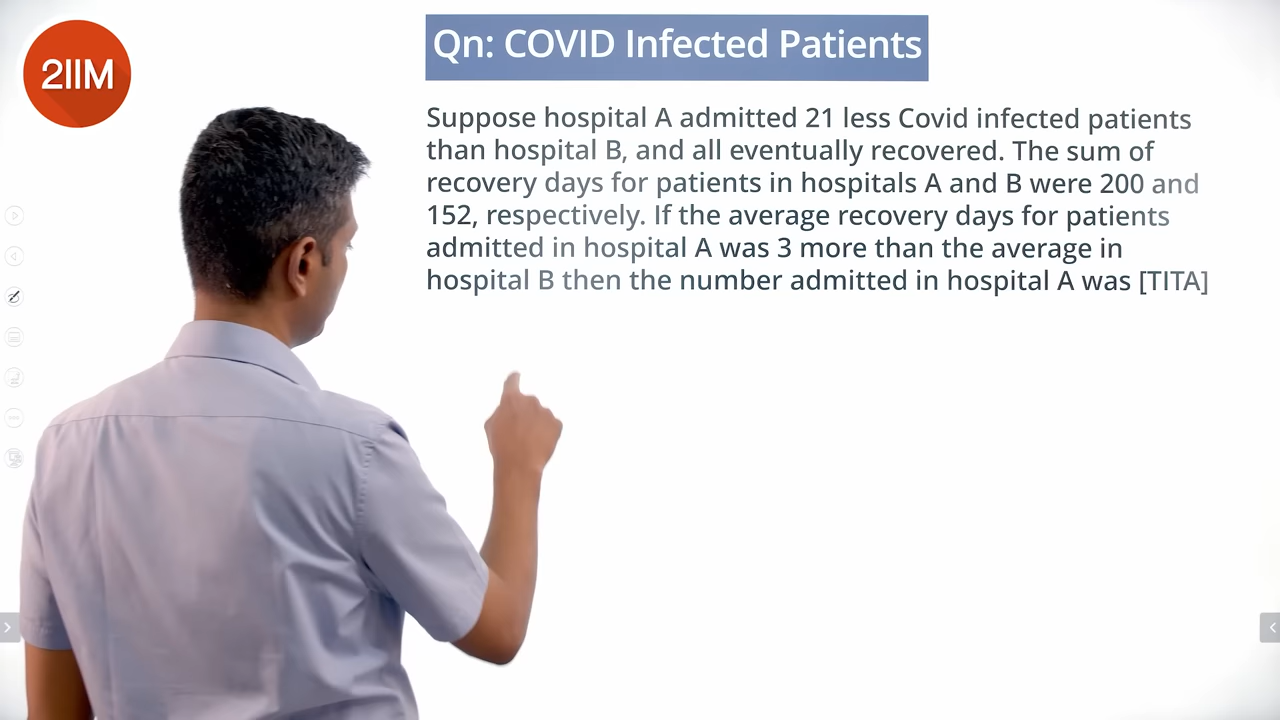 2IIM
Qn: COVID Infected Patients
Suppose hospital A admitted 21 less Covid infected patients
than hospital B, and all eventually recovered. The sum of
recovery days for patients in hospitals A and B were 200 and
152, respectively. If the average recovery days for patients
admitted in hospital A was 3 more than the average in
hospital B then the number admitted in hospital A was [TITA]